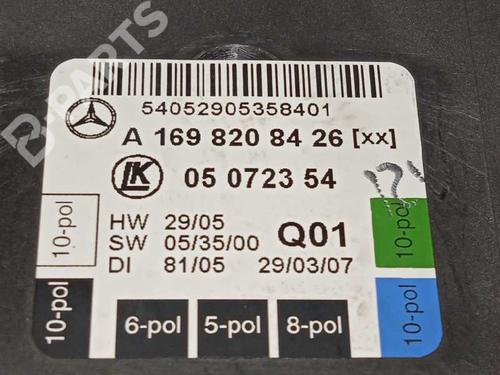 B-PARTS
54052905358401
A 169 820 84 26 [xx]
LK 05 0723 54
10-pol
HW 29/05
SW 05/35/00 Q01
DI 81/05 29/03/07
10-pol
10-pol
6-pol 5-pol 8-pol
10-pol